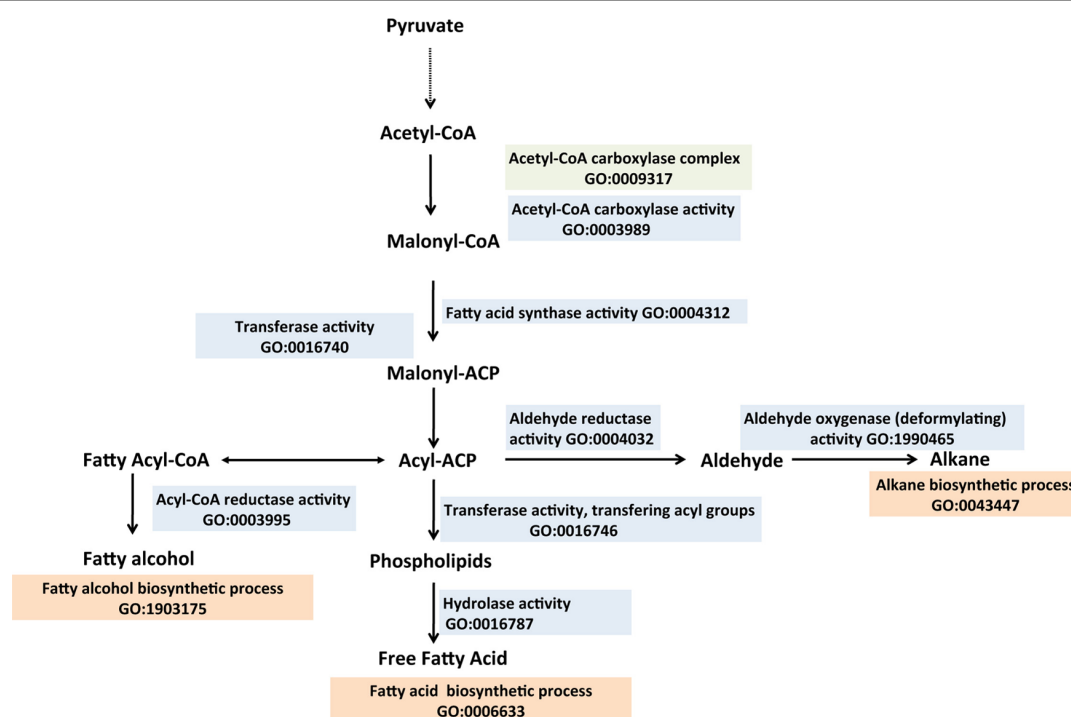 Pyruvate
Acetyl-CoA
Acetyl-CoA carboxylase complex
GO:0009317
Acetyl-CoA carboxylase activity
GO:0003989
Malonyl-CoA
Fatty acid synthase activity GO:0004312
Transferase activity
GO:0016740
Malonyl-ACP
Aldehyde reductase
activity GO:0004032
Aldehyde oxygenase (deformylating)
activity GO:1990465
Fatty Acyl-CoA
Acyl-ACP
Aldehyde
Alkane
Alkane biosynthetic process
GO:0043447
Acyl-CoA reductase activity
GO:0003995
Transferase activity, transfering acyl groups
GO:0016746
Fatty alcohol
Phospholipids
Fatty alcohol biosynthetic process
GO:1903175
Hydrolase activity
GO:0016787
Free Fatty Acid
Fatty acid biosynthetic process
GO:0006633